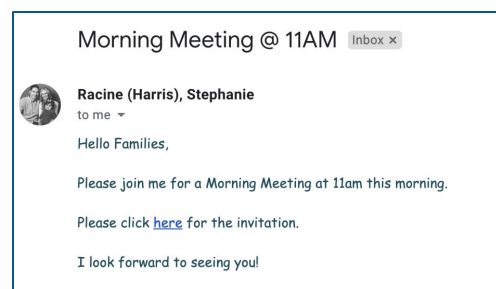 Morning Meeting @ 11AM Inbox ×
Racine (Harris), Stephanie
to me
Hello Families,
Please join me for a Morning Meeting at 11am this morning.
Please click here for the invitation.
I look forward to seeing you!